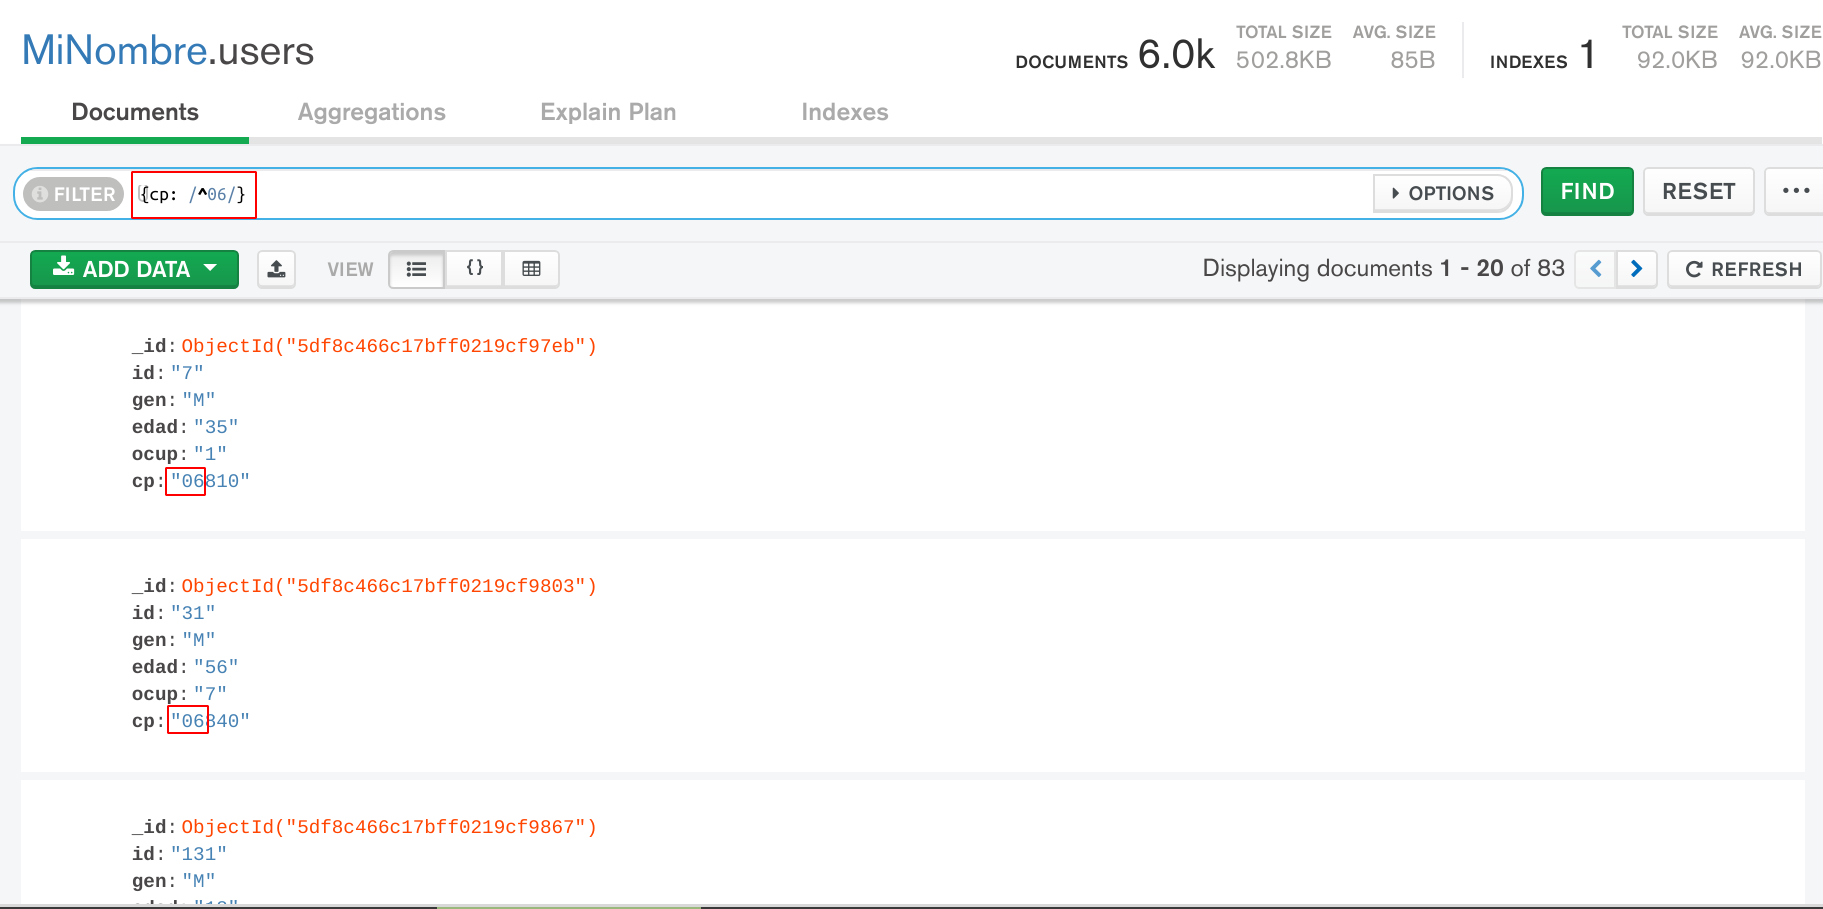 MiNombre.users
DOCUMENTS 6.0k TOTAL SIZE 502.8KB AVG. SIZE 85B INDEXES 1 TOTAL SIZE 92.0KB AVG. SIZE 92.0KB
Documents Aggregations Explain Plan Indexes
FILTER {cp: /^06/} OPTIONS FIND RESET ...
ADD DATA VIEW {} Displaying documents 1 - 20 of 83 < > REFRESH
_id: ObjectId("5df8c466c17bff0219cf97eb")
id: "7"
gen: "M"
edad: "35"
ocup: "1"
cp: "06810"
_id: ObjectId("5df8c466c17bff0219cf9803")
id: "31"
gen: "M"
edad: "56"
ocup: "7"
cp: "06840"
_id: ObjectId("5df8c466c17bff0219cf9867")
id: "131"
gen: "M"